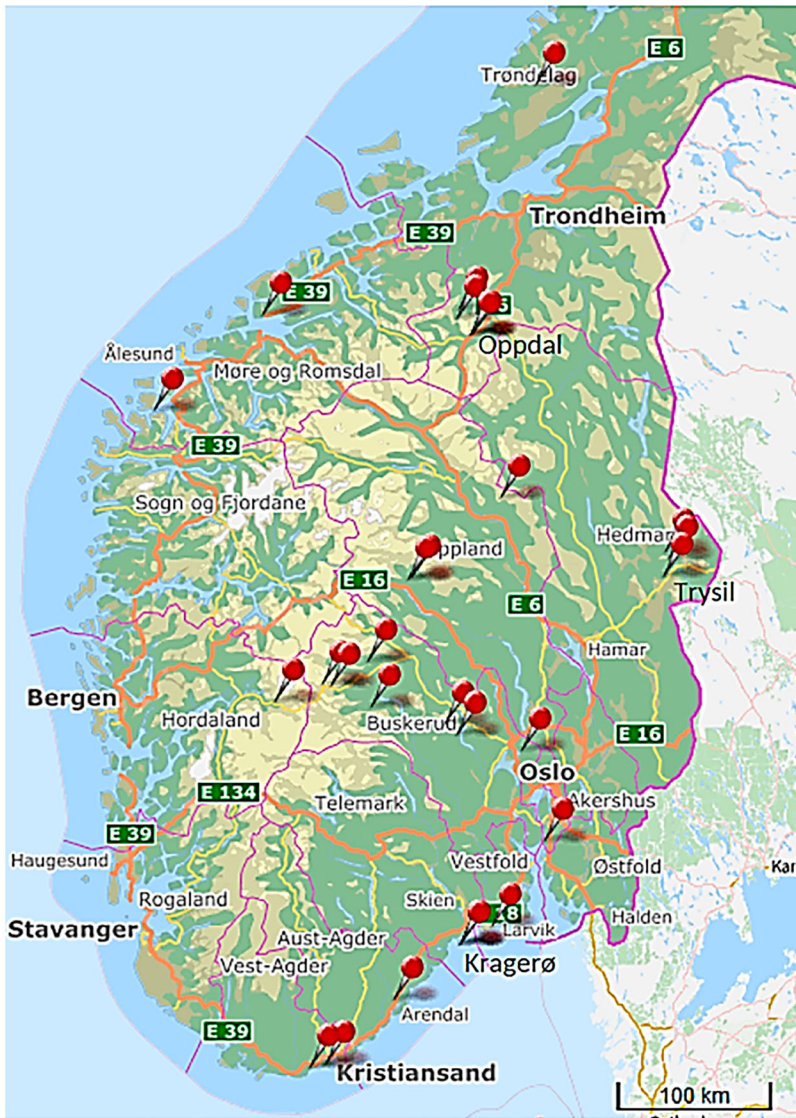 E 6
Trøndelag
Trondheim
E 39
E 39
Oppdal
Ålesund
Møre og Romsdal
E 39
Sogn og Fjordane
Hedmar
ppland
E 16
Trysil
E 6
Hamar
Bergen
Hordaland
Buskerud
E 16
Oslo
E 134
Telemark
Akershus
E 39
Vestfold
Haugesund
Østfold
Rogaland
Skien
8
Halden
Stavanger
Larvik
Aust-Agder
Kragerø
Vest-Agder
Arendal
E 39
Kristiansand
100 km